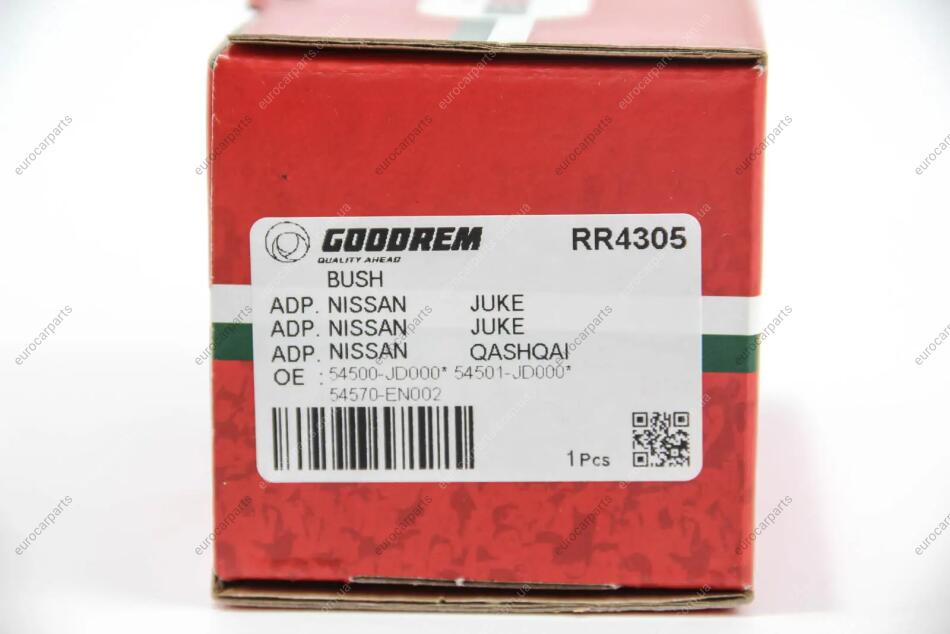 GOODREM
QUALITY AHEAD
RR4305
BUSH
ADP. NISSAN JUKE
ADP. NISSAN JUKE
ADP. NISSAN QASHQAI
OE : 54500-JD000* 54501-JD000*
54570-EN002
1 Pcs
eurocarparts